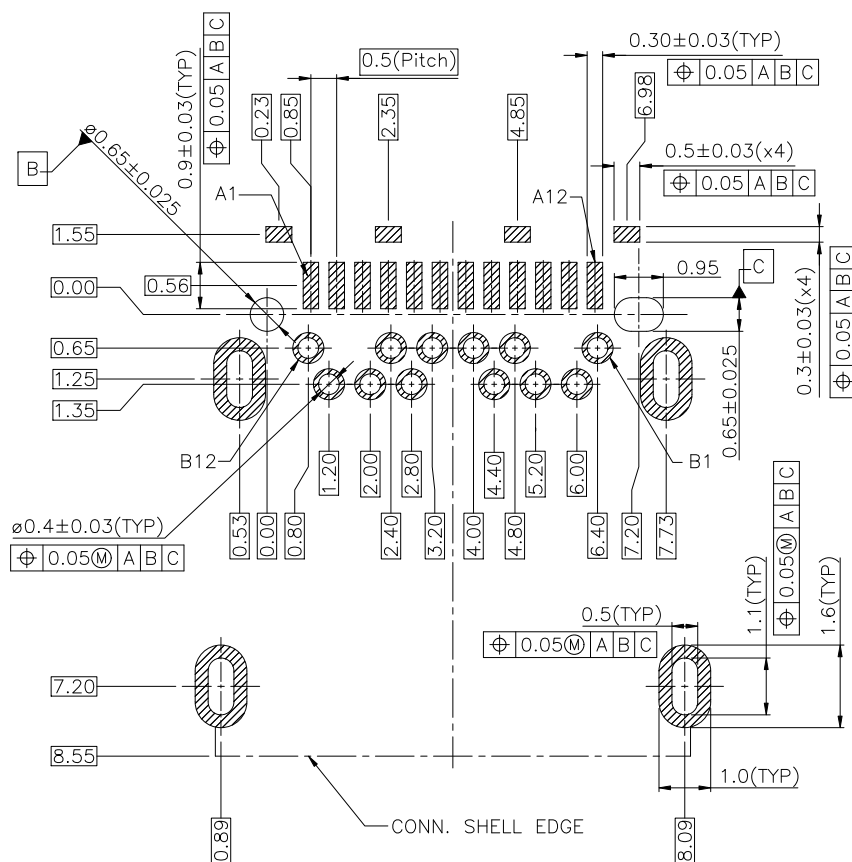 0.9±0.03(TYP)
⌖ 0.05 A B C
0.5(Pitch)
0.30±0.03(TYP)
⌖ 0.05 A B C
0.23
0.85
2.35
4.85
6.98
0.5±0.03(x4)
⌖ 0.05 A B C
B
ø0.65±0.025
A1
A12
1.55
0.00
0.56
0.95
C
0.3±0.03(x4)
⌖ 0.05 A B C
0.65
1.25
1.35
0.65±0.025
B12
B1
1.20
2.00
2.80
4.40
5.20
6.00
ø0.4±0.03(TYP)
⌖ 0.05Ⓜ A B C
0.53
0.00
0.80
2.40
3.20
4.00
4.80
6.40
7.20
7.73
0.5(TYP)
⌖ 0.05Ⓜ A B C
1.1(TYP)
⌖ 0.05Ⓜ A B C
1.6(TYP)
7.20
8.55
1.0(TYP)
CONN. SHELL EDGE
0.89
8.09